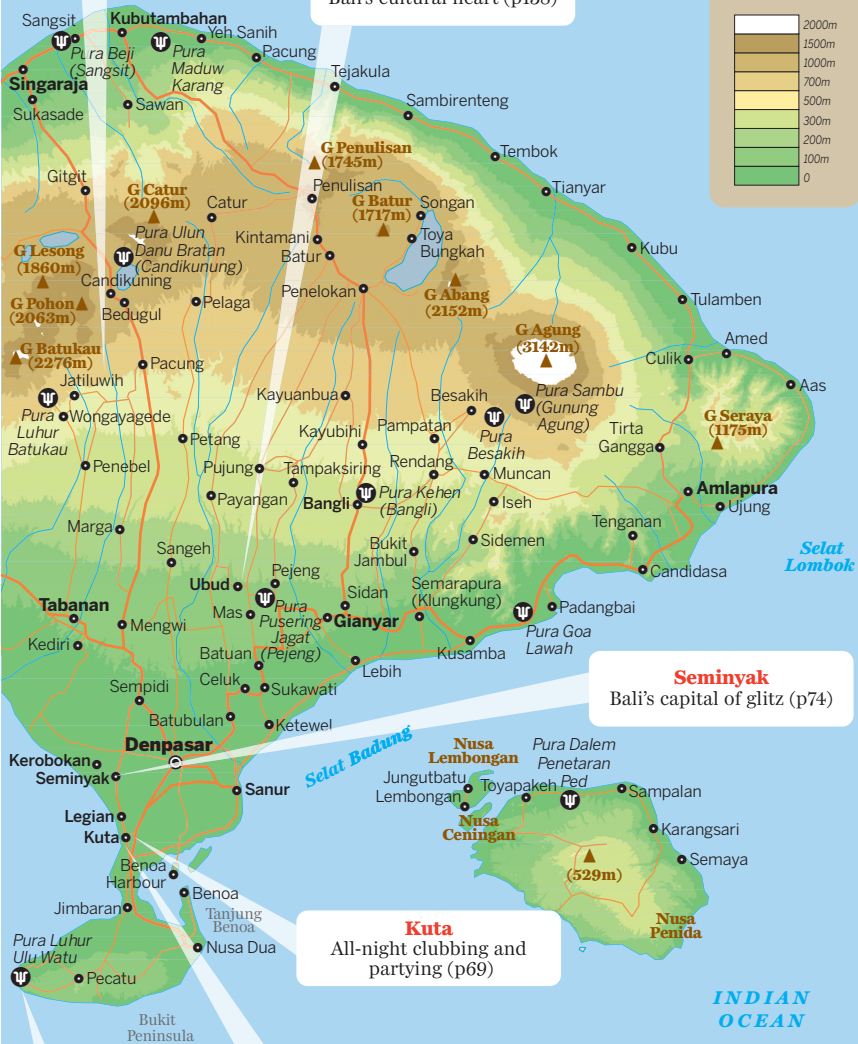 Bali's cultural heart (p138)
2000m
1500m
1000m
700m
500m
300m
200m
100m
0
Sangsit
Kubutambahan
Yeh Sanih
Pura Beji
(Sangsit)
Pura
Maduw
Karang
Pacung
Singaraja
Sukasade
Sawan
Tejakula
Sambirenteng
Tembok
Tianyar
G Penulisan
(1745m)
Gitgit
G Catur
(2096m)
Catur
Penulisan
G Batur
(1717m)
Songan
Toya
Bungkah
Kintamani
Batur
Kubu
Pura Ulun
Danu Bratan
(Candikunung)
G Lesong
(1860m)
Candikuning
G Pohon
(2063m)
Bedugul
Pelaga
Penelokan
G Abang
(2152m)
Tulamben
G Batukau
(2276m)
Pacung
G Agung
(3142m)
Amed
Culik
Aas
Jatiluwih
Pura
Luhur
Batukau
Wongayagede
Kayuanbua
Besakih
Pura Sambu
(Gunung
Agung)
Pura
Besakih
G Seraya
(1175m)
Tirta
Gangga
Petang
Kayubihi
Pampatan
Penebel
Pujung
Tampaksiring
Rendang
Muncan
Payangan
Bangli
Pura Kehen
(Bangli)
Iseh
Amlapura
Ujung
Marga
Sangeh
Bukit
Jambul
Sidemen
Tenganan
Selat
Lombok
Candidasa
Ubud
Pejeng
Sidan
Semarapura
(Klungkung)
Padangbai
Tabanan
Mengwi
Mas
Pura
Pusering
Jagat
(Pejeng)
Gianyar
Pura Goa
Lawah
Kediri
Batuan
Lebih
Kusamba
Celuk
Sukawati
Sempidi
Batubulan
Ketewel
Seminyak
Bali's capital of glitz (p74)
Denpasar
Selat Badung
Kerobokan
Seminyak
Sanur
Nusa
Lembongan
Pura Dalem
Penetaran
Ped
Jungutbatu
Lembongan
Toyapakeh
Sampalan
Nusa
Ceningan
Karangsari
Semaya
(529m)
Nusa
Penida
Legian
Kuta
Benoa
Harbour
Benoa
Tanjung
Benoa
Jimbaran
Nusa Dua
Kuta
All-night clubbing and
partying (p69)
Pura Luhur
Ulu Watu
Pecatu
Bukit
Peninsula
INDIAN
OCEAN